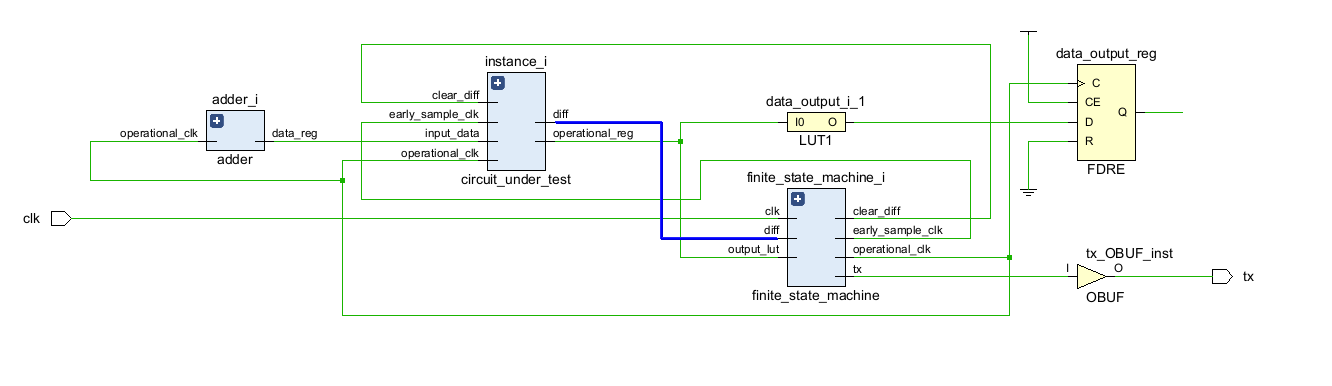 adder_i
operational_clk
data_reg
adder
instance_i
clear_diff
early_sample_clk
input_data
operational_clk
diff
operational_reg
circuit_under_test
data_output_i_1
I0 O
LUT1
data_output_reg
C
CE
D
R
Q
FDRE
clk
finite_state_machine_i
clk
diff
output_lut
clear_diff
early_sample_clk
operational_clk
tx
finite_state_machine
tx_OBUF_inst
I O
OBUF
tx